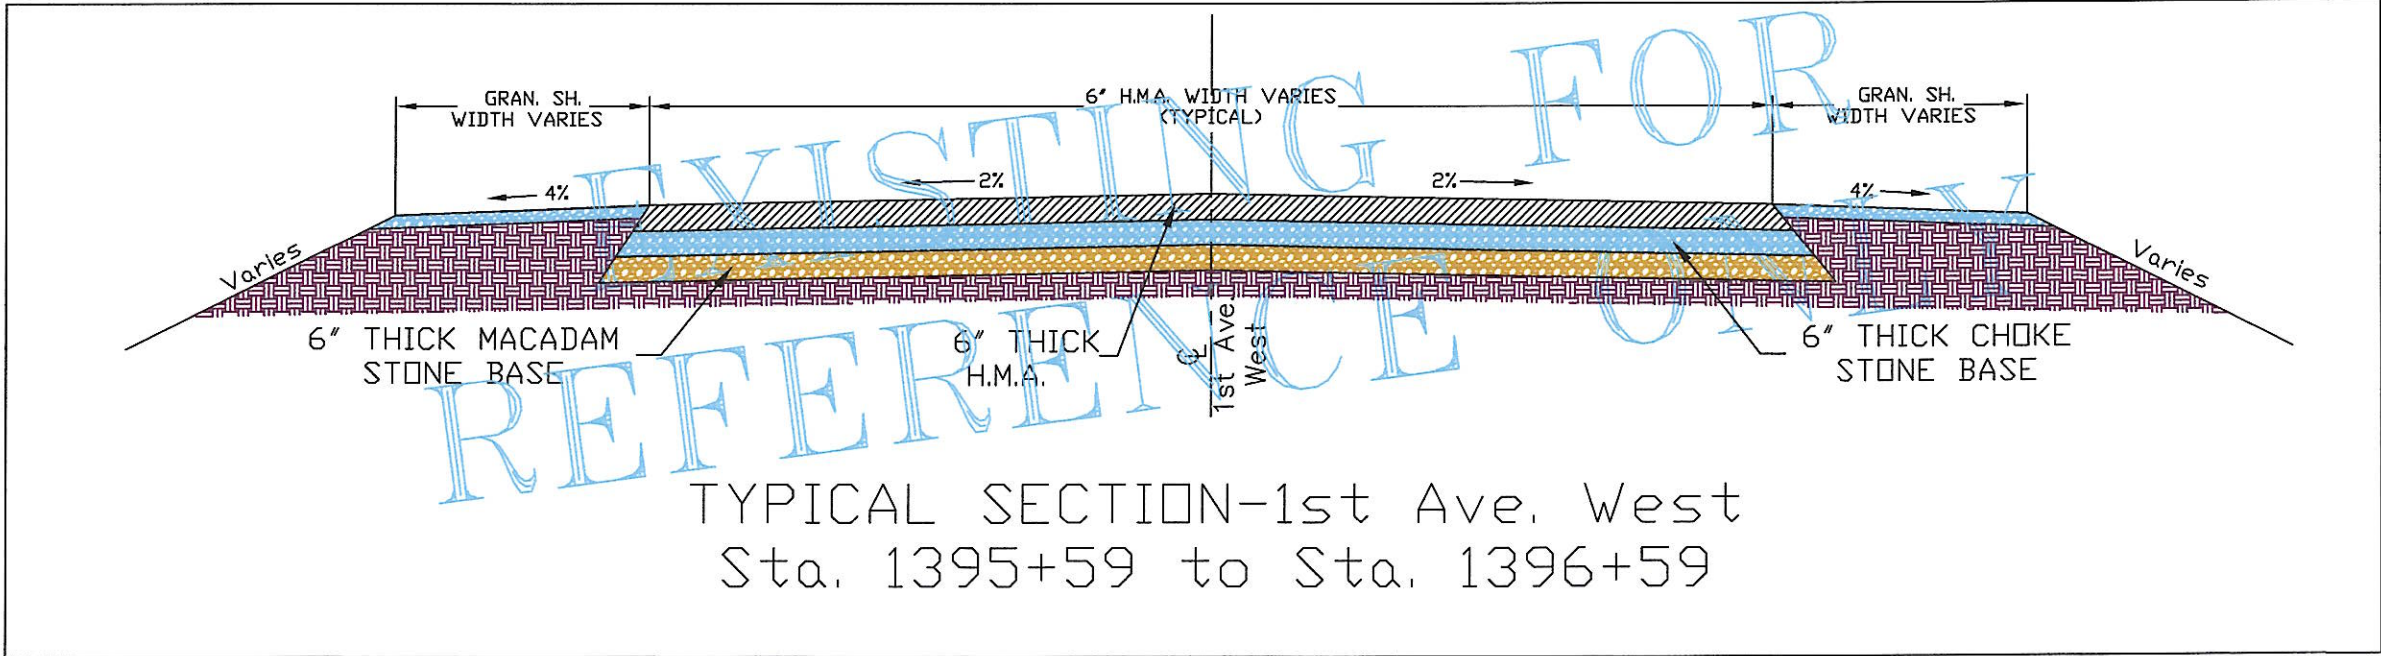 GRAN. SH.
WIDTH VARIES
6" H.M.A. WIDTH VARIES
(TYPICAL)
GRAN. SH.
WIDTH VARIES
4%
2%
2%
4%
Varies
Varies
6" THICK MACADAM
STONE BASE
6" THICK
H.M.A.
℄
1st Ave.
West
6" THICK CHOKE
STONE BASE
EXISTING FOR
REFERENCE ONLY
TYPICAL SECTION-1st Ave. West
Sta. 1395+59 to Sta. 1396+59